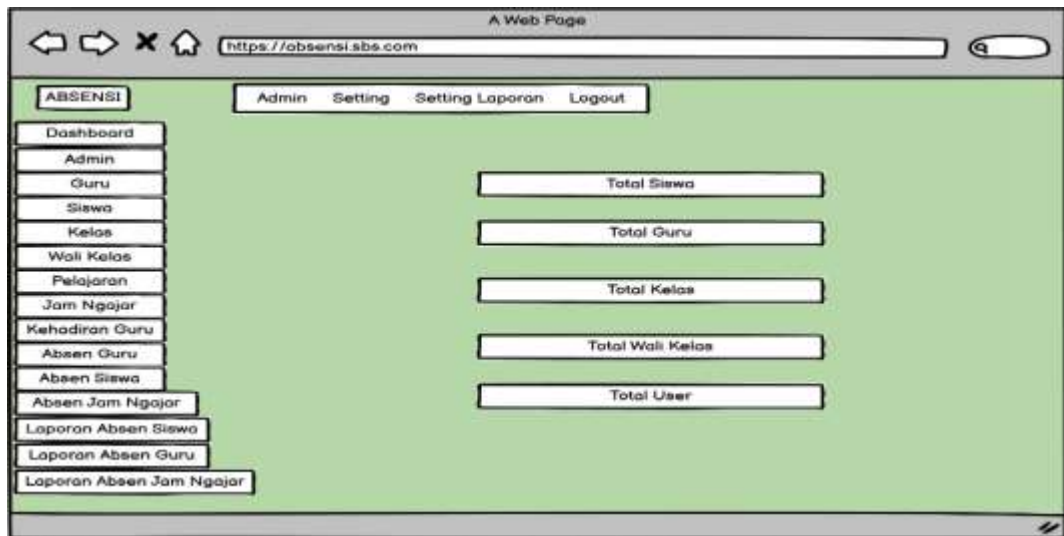 A Web Page
https://absensi.sbs.com
ABSENSI
Admin Setting Setting Laporan Logout
Dashboard
Admin
Guru
Siswa
Kelas
Wali Kelas
Pelajaran
Jam Ngajar
Kehadiran Guru
Absen Guru
Absen Siswa
Absen Jam Ngajar
Laporan Absen Siswa
Laporan Absen Guru
Laporan Absen Jam Ngajar
Total Siswa
Total Guru
Total Kelas
Total Wali Kelas
Total User